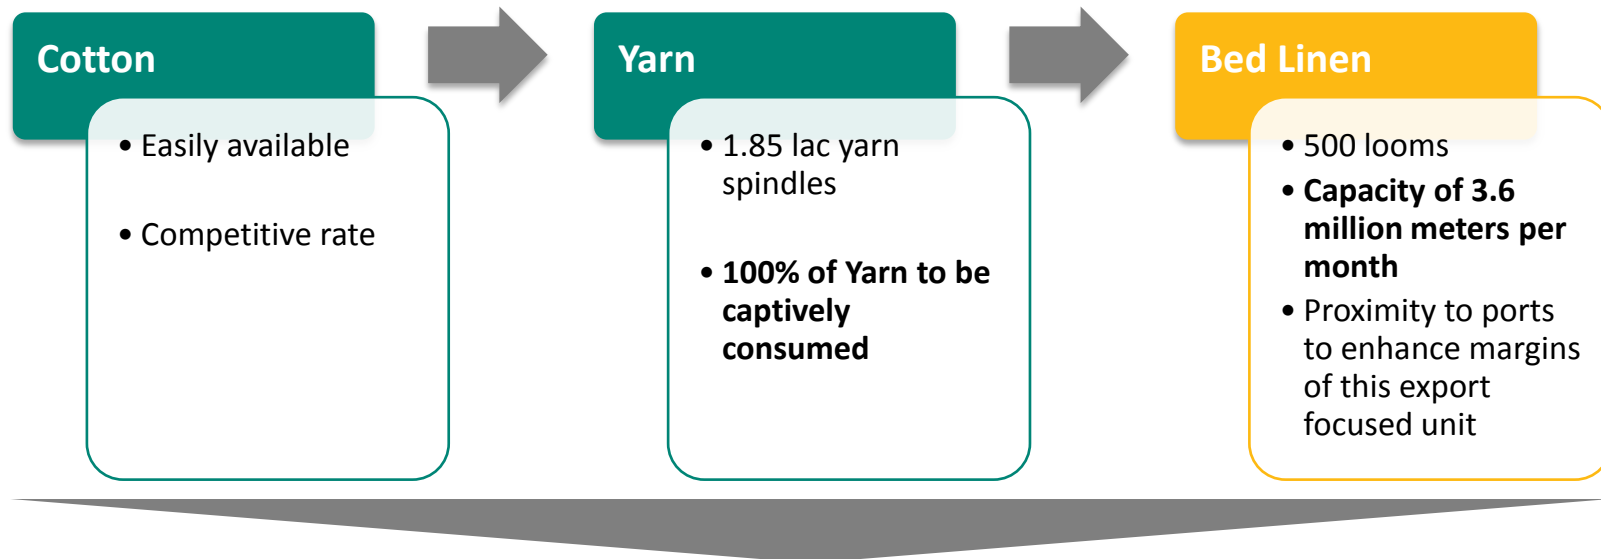 Cotton
• Easily available
• Competitive rate
Yarn
• 1.85 lac yarn
spindles
• 100% of Yarn to be
captively
consumed
Bed Linen
• 500 looms
• Capacity of 3.6
million meters per
month
• Proximity to ports
to enhance margins
of this export
focused unit